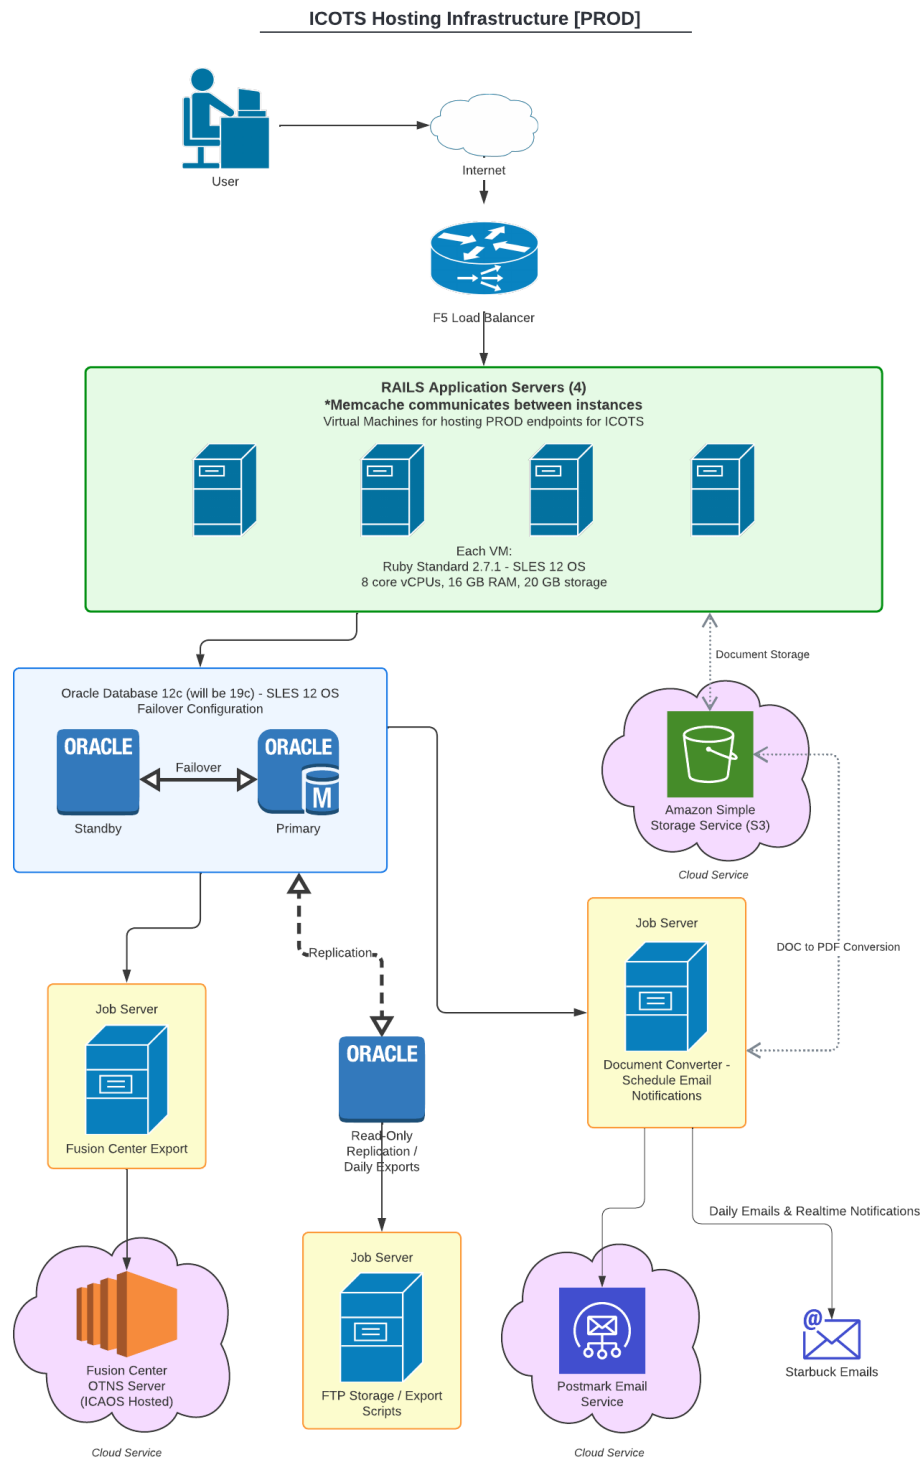 ICOTS Hosting Infrastructure [PROD]
User
Internet
F5 Load Balancer
RAILS Application Servers (4)
*Memcache communicates between instances
Virtual Machines for hosting PROD endpoints for ICOTS
Each VM:
Ruby Standard 2.7.1 - SLES 12 OS
8 core vCPUs, 16 GB RAM, 20 GB storage
Document Storage
Oracle Database 12c (will be 19c) - SLES 12 OS
Failover Configuration
ORACLE
Failover
ORACLE
M
Standby
Primary
Amazon Simple
Storage Service (S3)
Cloud Service
Replication
DOC to PDF Conversion
Job Server
Document Converter -
Schedule Email
Notifications
Job Server
Fusion Center Export
ORACLE
Read-Only
Replication /
Daily Exports
Daily Emails & Realtime Notifications
Job Server
FTP Storage / Export
Scripts
Fusion Center
OTNS Server
(ICAOS Hosted)
Cloud Service
Postmark Email
Service
Cloud Service
@
Starbuck Emails